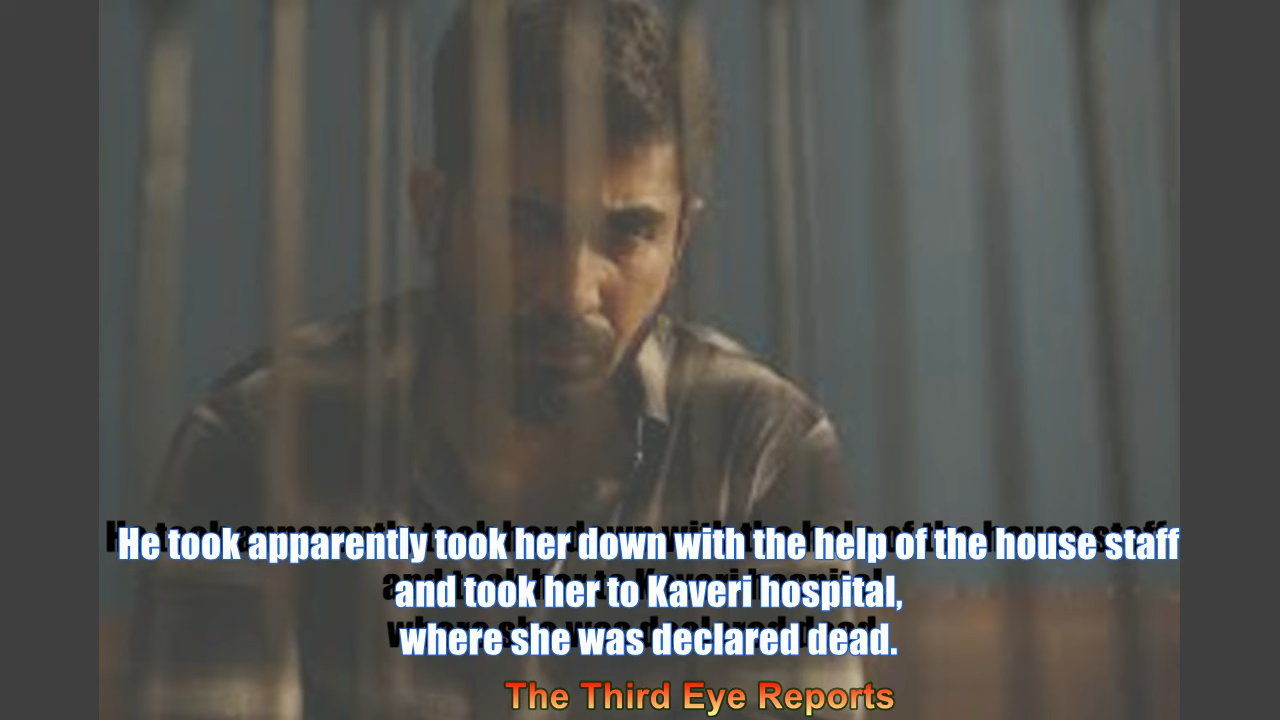 He took apparently took her down with the help of the house staff
and took her to Kaveri hospital,
where she was declared dead.
The Third Eye Reports